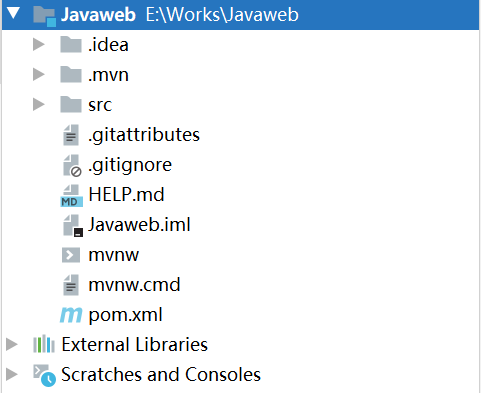 Javaweb E:\Works\Javaweb
.idea
.mvn
src
.gitattributes
.gitignore
MD HELP.md
Javaweb.iml
mvnw
mvnw.cmd
m pom.xml
External Libraries
Scratches and Consoles